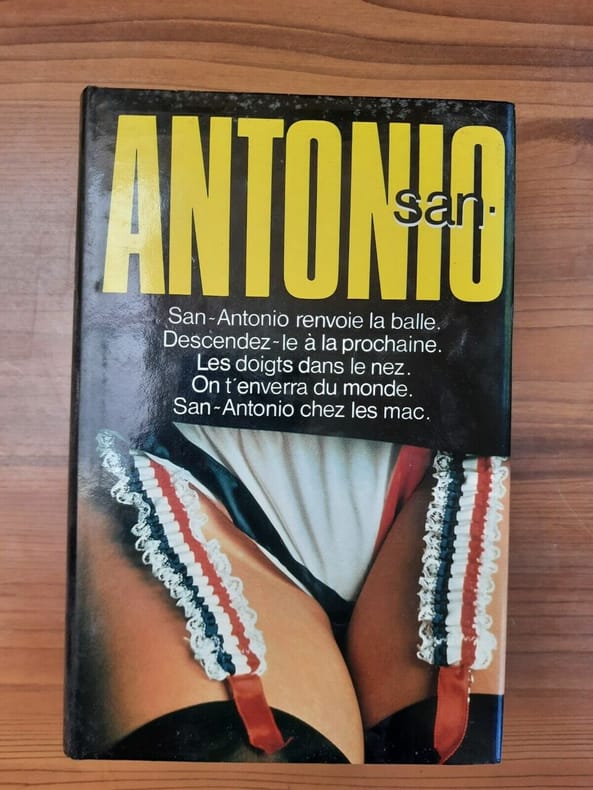 ANTONIO
san-
San-Antonio renvoie la balle.
Descendez-le à la prochaine.
Les doigts dans le nez.
On t'enverra du monde.
San-Antonio chez les mac.